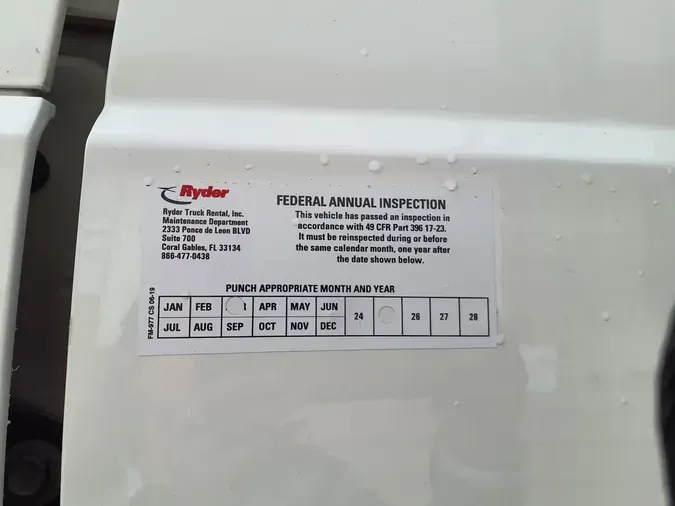 Ryder
Ryder Truck Rental, Inc.
Maintenance Department
2333 Ponce de Leon BLVD
Suite 700
Coral Gables, FL 33134
866-477-0438
FEDERAL ANNUAL INSPECTION
This vehicle has passed an inspection in
accordance with 49 CFR Part 396 17-23.
It must be reinspected during or before
the same calendar month, one year after
the date shown below.
PUNCH APPROPRIATE MONTH AND YEAR
JAN FEB APR MAY JUN
JUL AUG SEP OCT NOV DEC
24 26 27 28
FM-977 CS 06-19